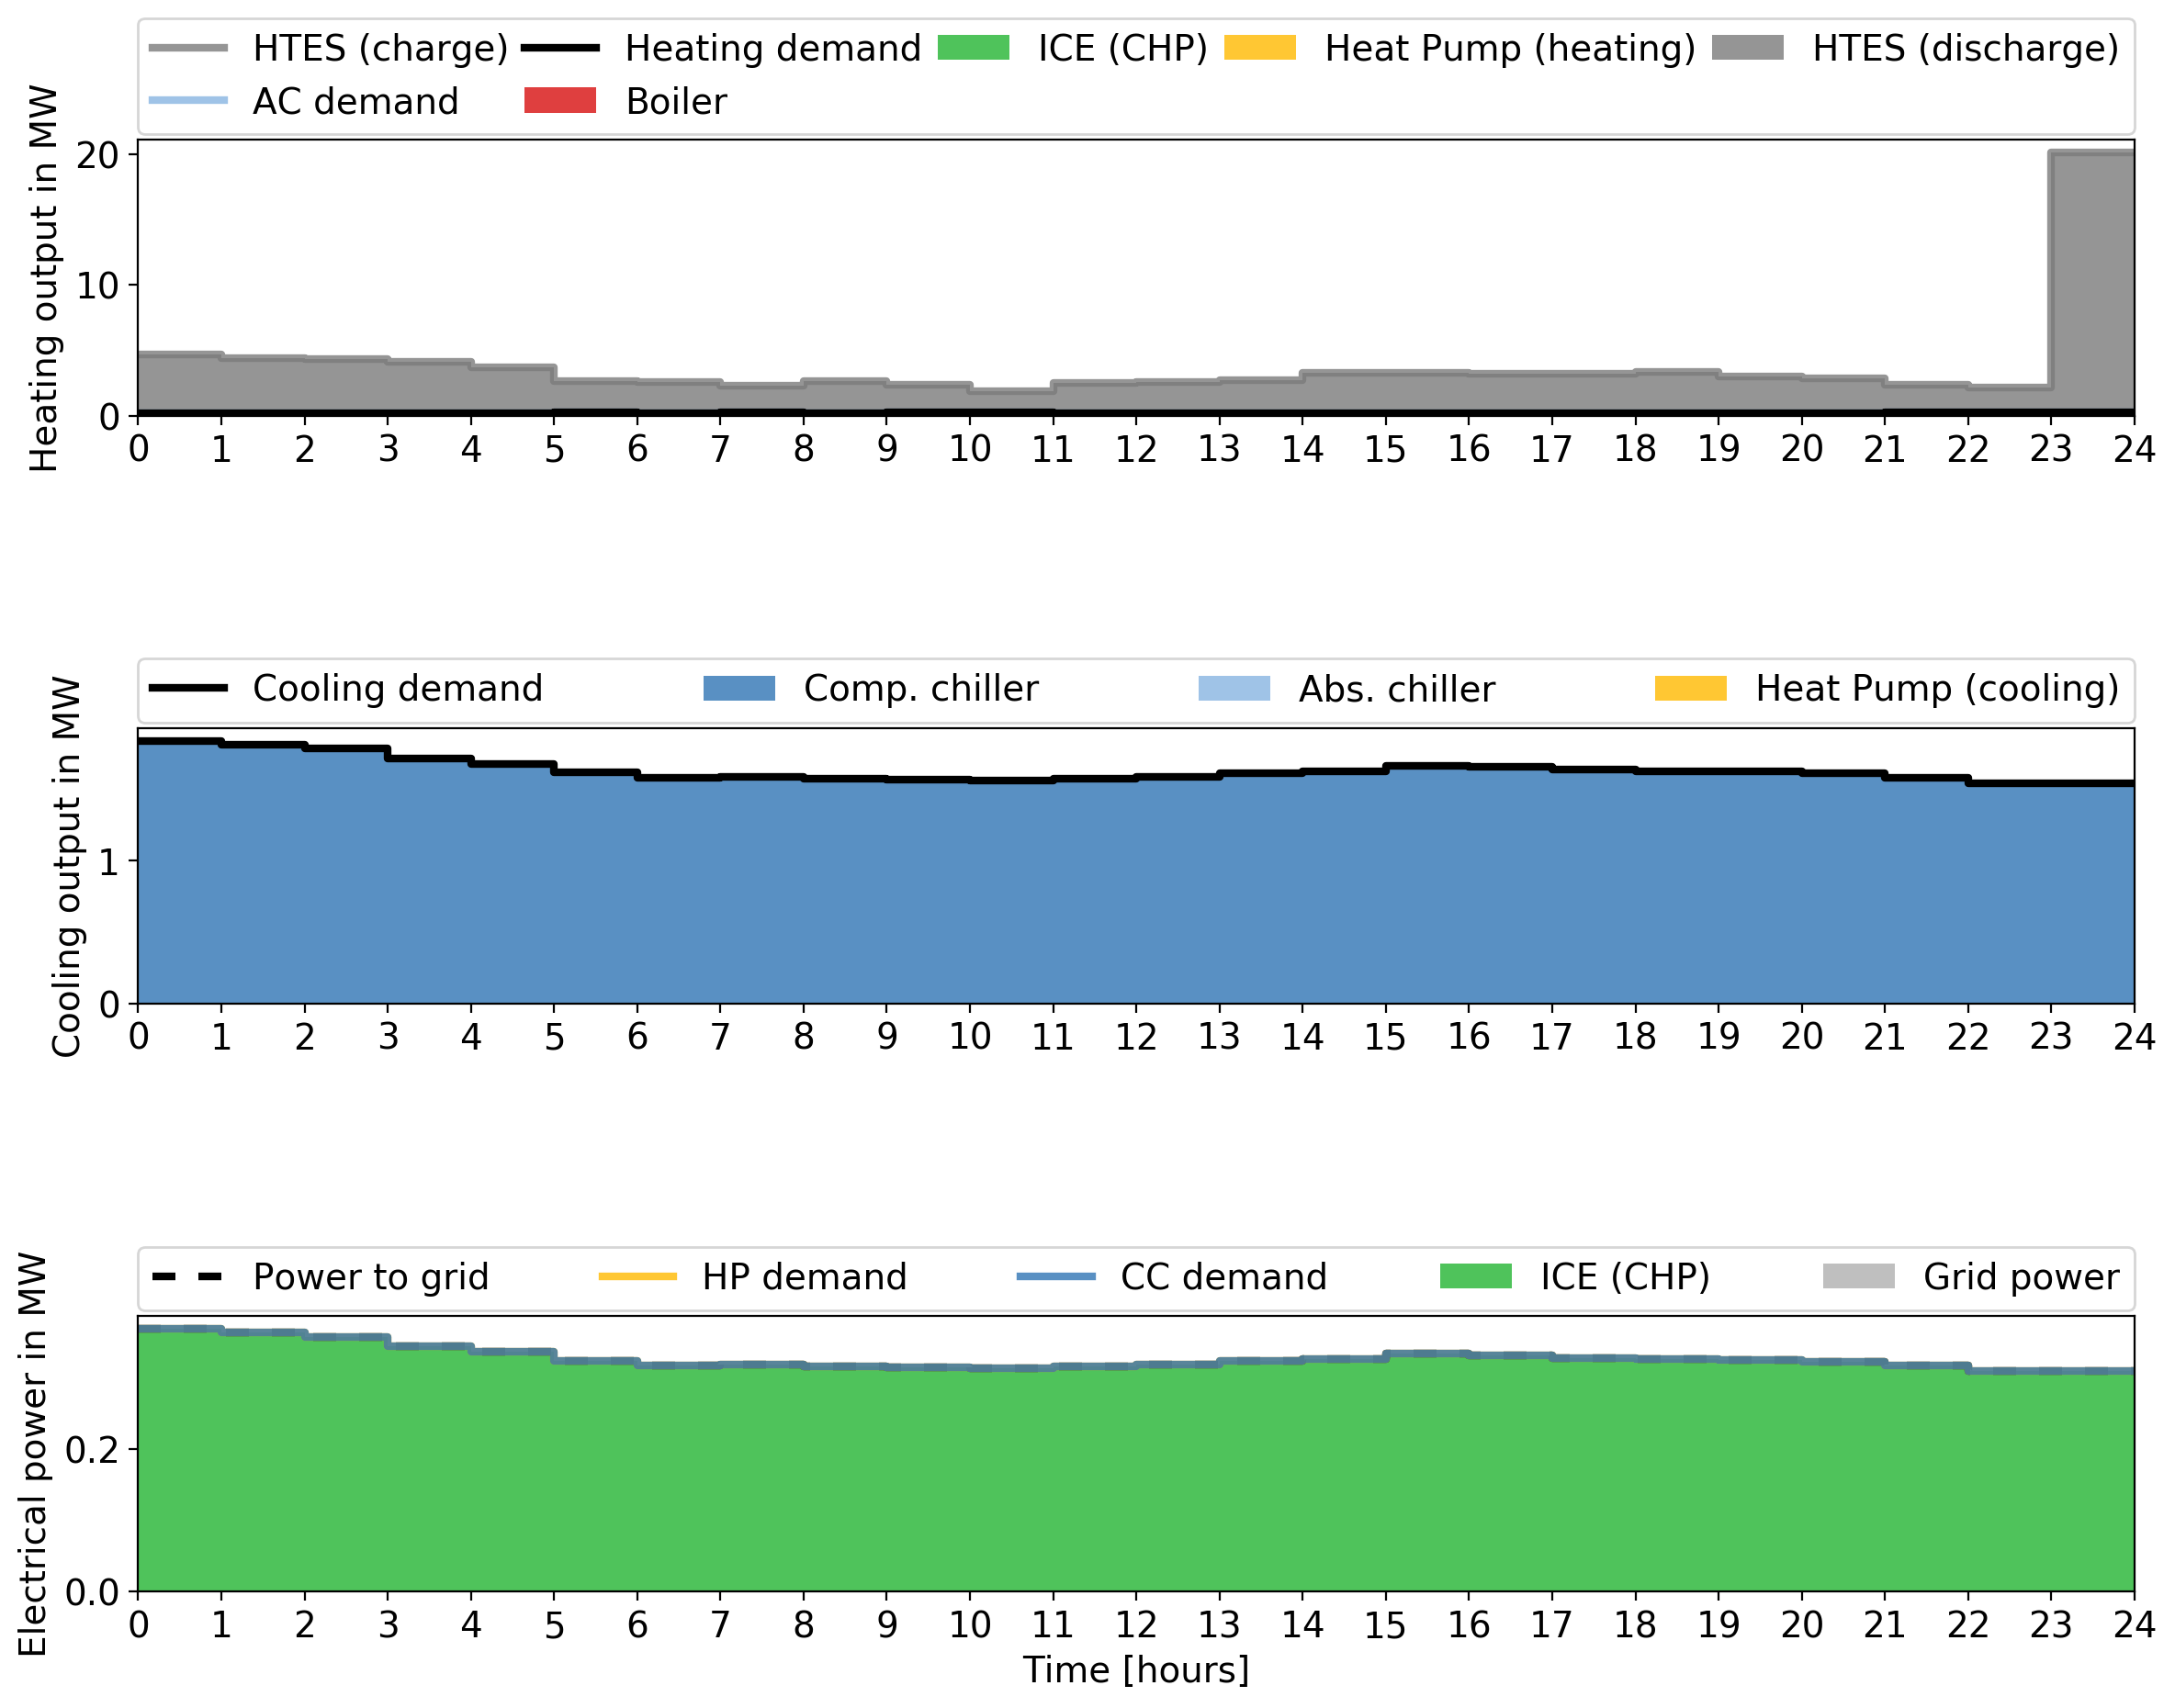 HTES (charge) Heating demand ICE (CHP) Heat Pump (heating) HTES (discharge)
AC demand Boiler
Heating output in MW
20
10
0
0 1 2 3 4 5 6 7 8 9 10 11 12 13 14 15 16 17 18 19 20 21 22 23 24
Cooling demand Comp. chiller Abs. chiller Heat Pump (cooling)
Cooling output in MW
1
0
0 1 2 3 4 5 6 7 8 9 10 11 12 13 14 15 16 17 18 19 20 21 22 23 24
Power to grid HP demand CC demand ICE (CHP) Grid power
Electrical power in MW
0.2
0.0
0 1 2 3 4 5 6 7 8 9 10 11 12 13 14 15 16 17 18 19 20 21 22 23 24
Time [hours]